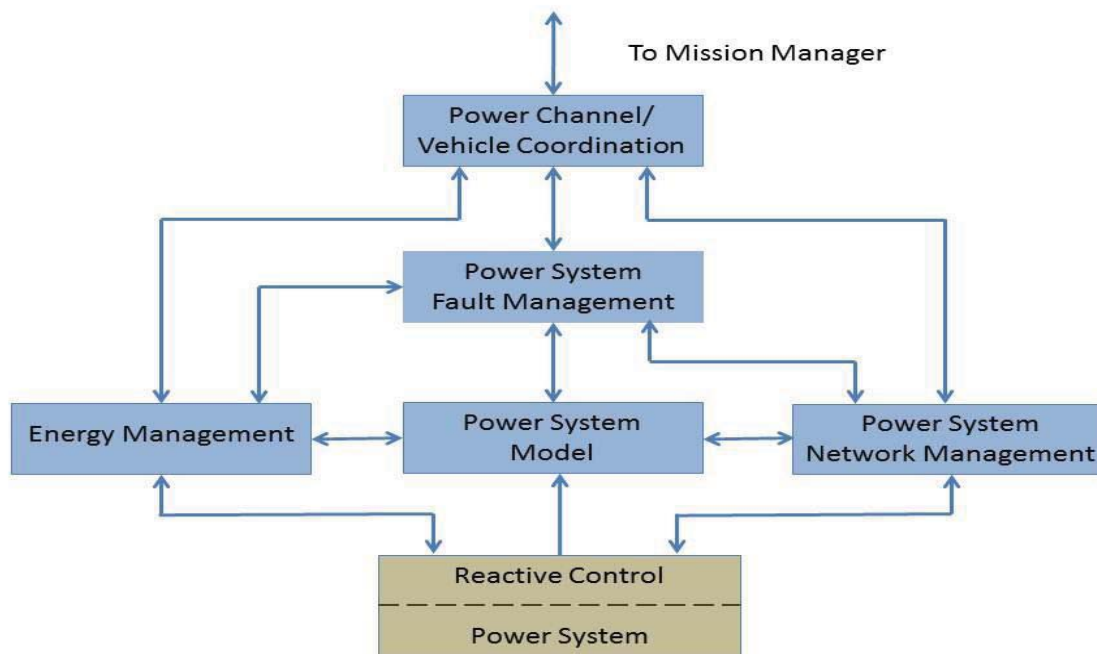 To Mission Manager
Power Channel/
Vehicle Coordination
Power System
Fault Management
Energy Management
Power System
Model
Power System
Network Management
Reactive Control
Power System